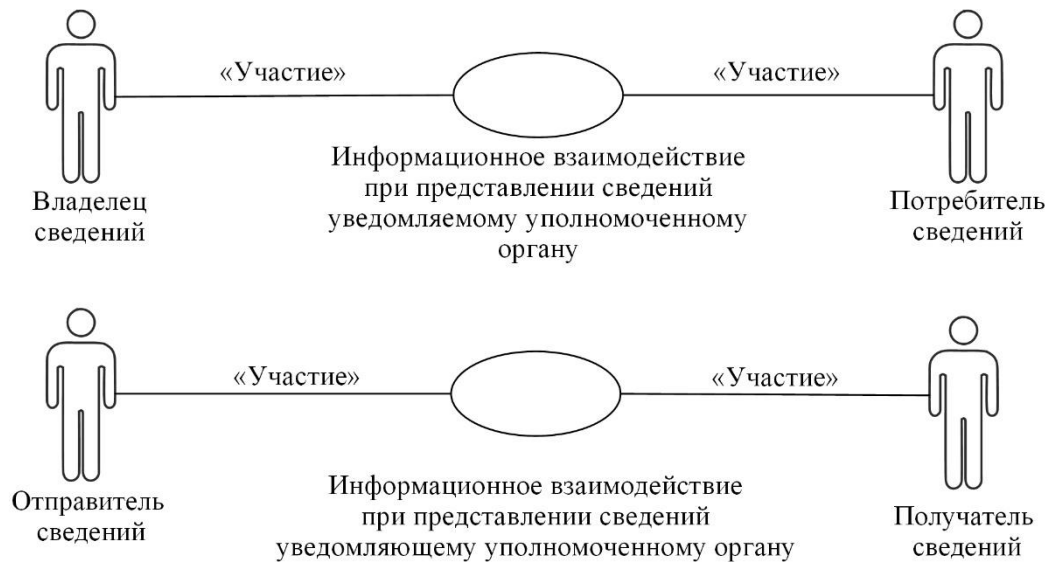 «Участие»
«Участие»
Владелец
сведений
Информационное взаимодействие
при представлении сведений
уведомляемому уполномоченному
органу
Потребитель
сведений
«Участие»
«Участие»
Отправитель
сведений
Информационное взаимодействие
при представлении сведений
уведомляющему уполномоченному органу
Получатель
сведений